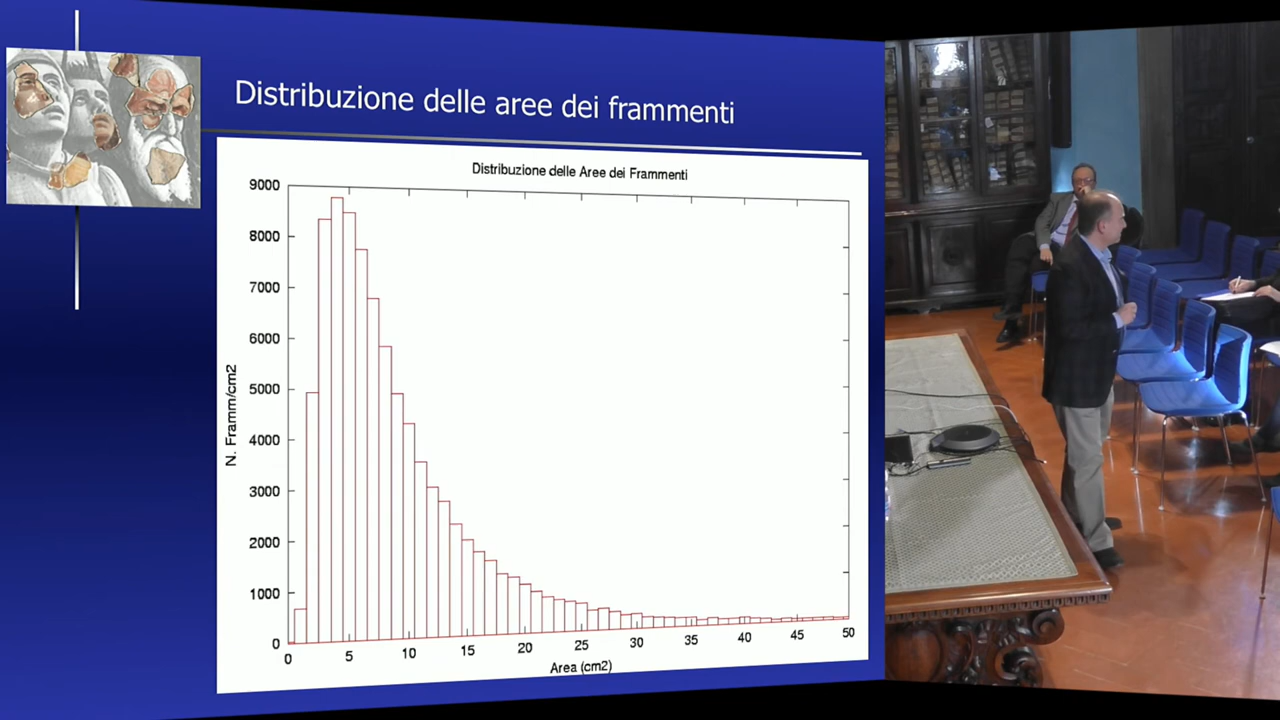 Distribuzione delle aree dei frammenti
Distribuzione delle Aree dei Frammenti
9000
8000
7000
6000
5000
4000
3000
2000
1000
0
N. Framm/cm2
0 5 10 15 20 25 30 35 40 45 50
Area (cm2)